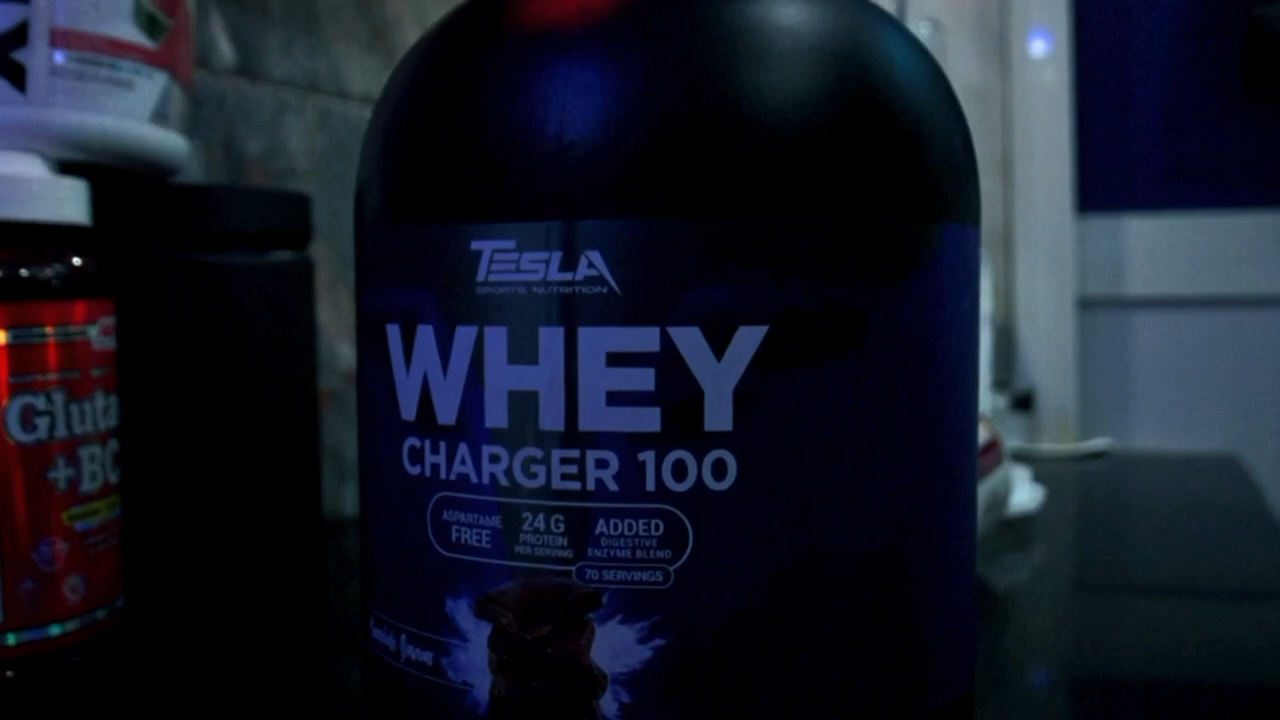 TESLA
SPORTS NUTRITION
WHEY
CHARGER 100
ASPARTAME
FREE
24 G
PROTEIN
PER SERVING
ADDED
DIGESTIVE
ENZYME BLEND
70 SERVINGS
flavour
Gluta
+BC